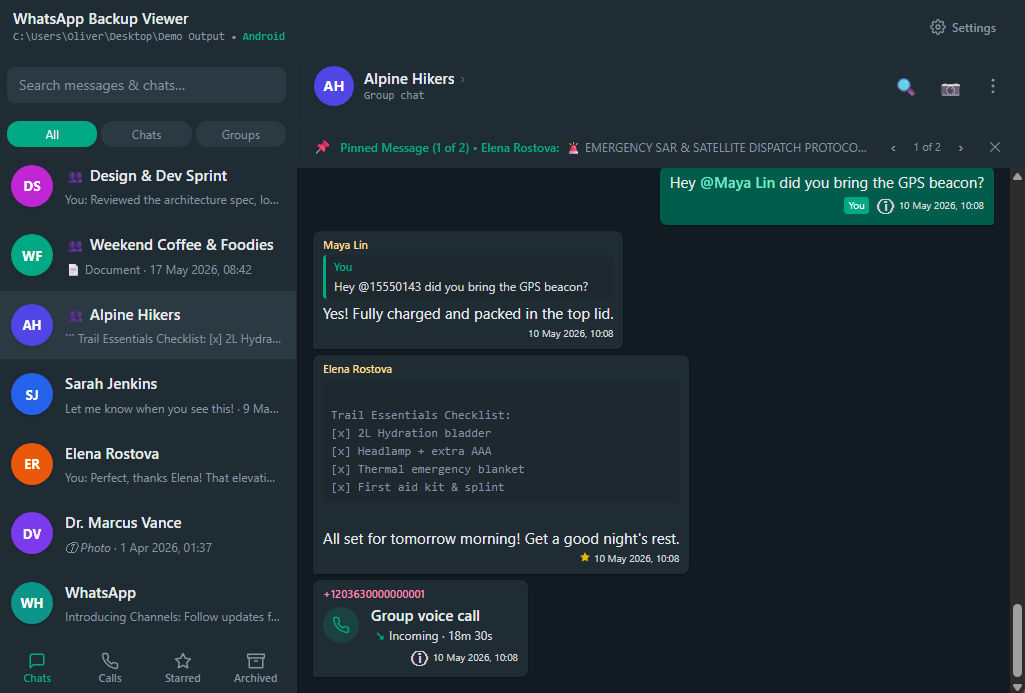 WhatsApp Backup Viewer
C:\Users\Oliver\Desktop\Demo Output • Android
Settings
Search messages & chats...
All
Chats
Groups
DS
Design & Dev Sprint
You: Reviewed the architecture spec, lo...
WF
Weekend Coffee & Foodies
Document · 17 May 2026, 08:42
AH
Alpine Hikers
``` Trail Essentials Checklist: [x] 2L Hydra...
SJ
Sarah Jenkins
Let me know when you see this! · 9 Ma...
ER
Elena Rostova
You: Perfect, thanks Elena! That elevati...
DV
Dr. Marcus Vance
Photo · 1 Apr 2026, 01:37
WH
WhatsApp
Introducing Channels: Follow updates f...
Chats
Calls
Starred
Archived
AH
Alpine Hikers ›
Group chat
Pinned Message (1 of 2) • Elena Rostova: 🚨 EMERGENCY SAR & SATELLITE DISPATCH PROTOCO...
‹ 1 of 2 ›
Hey @Maya Lin did you bring the GPS beacon?
You 10 May 2026, 10:08
Maya Lin
You
Hey @15550143 did you bring the GPS beacon?
Yes! Fully charged and packed in the top lid.
10 May 2026, 10:08
Elena Rostova
Trail Essentials Checklist:
[x] 2L Hydration bladder
[x] Headlamp + extra AAA
[x] Thermal emergency blanket
[x] First aid kit & splint
All set for tomorrow morning! Get a good night's rest.
10 May 2026, 10:08
+1203630000000001
Group voice call
Incoming · 18m 30s
10 May 2026, 10:08